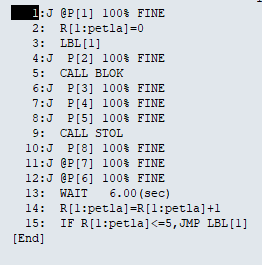 1:J @P[1] 100% FINE
2: R[1:petla]=0
3: LBL[1]
4:J P[2] 100% FINE
5: CALL BLOK
6:J P[3] 100% FINE
7:J P[4] 100% FINE
8:J P[5] 100% FINE
9: CALL STOL
10:J P[8] 100% FINE
11:J @P[7] 100% FINE
12:J @P[6] 100% FINE
13: WAIT 6.00(sec)
14: R[1:petla]=R[1:petla]+1
15: IF R[1:petla]<=5,JMP LBL[1]
[End]